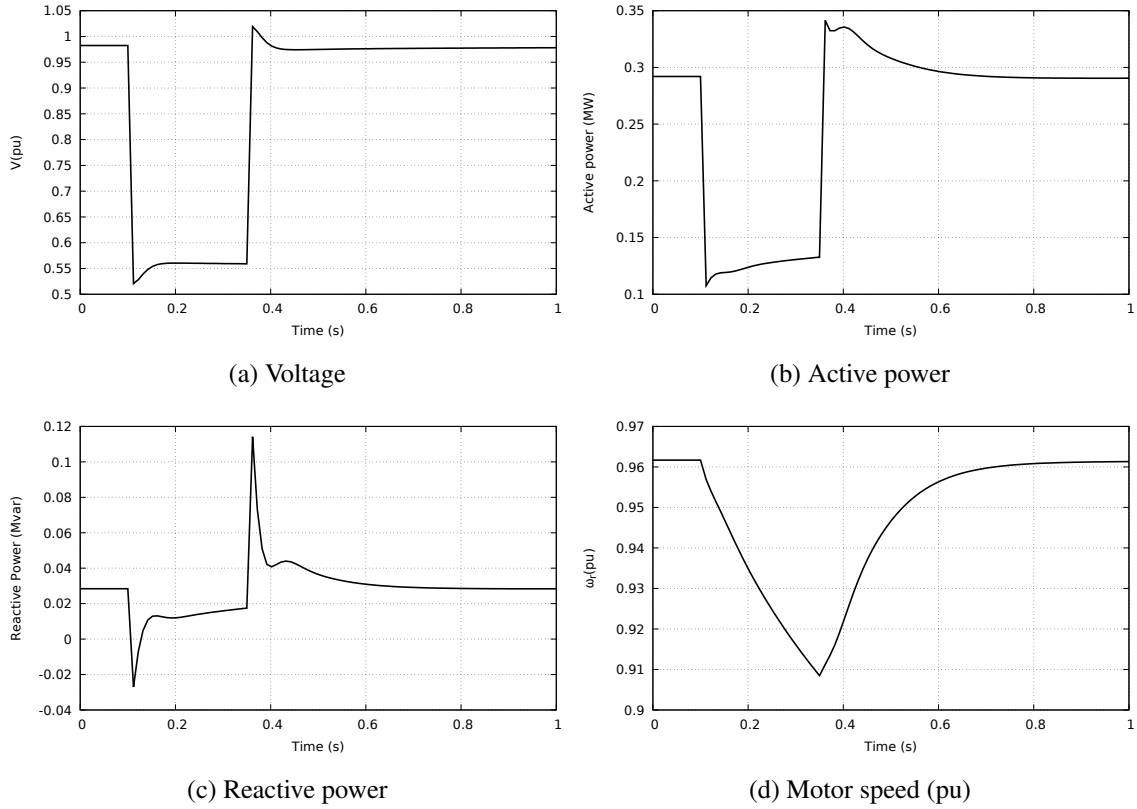 1.05
1
0.95
0.9
0.85
0.8
0.75
0.7
0.65
0.6
0.55
0.5
V(pu)
0 0.2 0.4 0.6 0.8 1
Time (s)
(a) Voltage
0.35
0.3
0.25
0.2
0.15
0.1
Active power (MW)
0 0.2 0.4 0.6 0.8 1
Time (s)
(b) Active power
0.12
0.1
0.08
0.06
0.04
0.02
0
-0.02
-0.04
Reactive Power (Mvar)
0 0.2 0.4 0.6 0.8 1
Time (s)
(c) Reactive power
0.97
0.96
0.95
0.94
0.93
0.92
0.91
0.9
ωr(pu)
0 0.2 0.4 0.6 0.8 1
Time (s)
(d) Motor speed (pu)